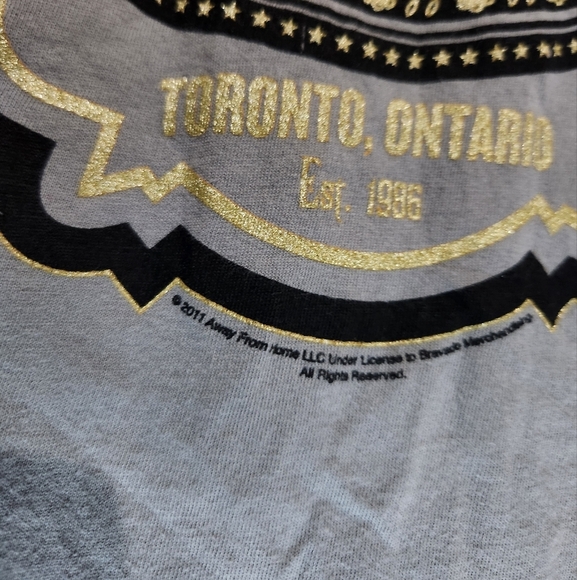 TORONTO, ONTARIO
Est. 1986
© 2011 Away From Home LLC Under License to Bravado Merchandising
All Rights Reserved.